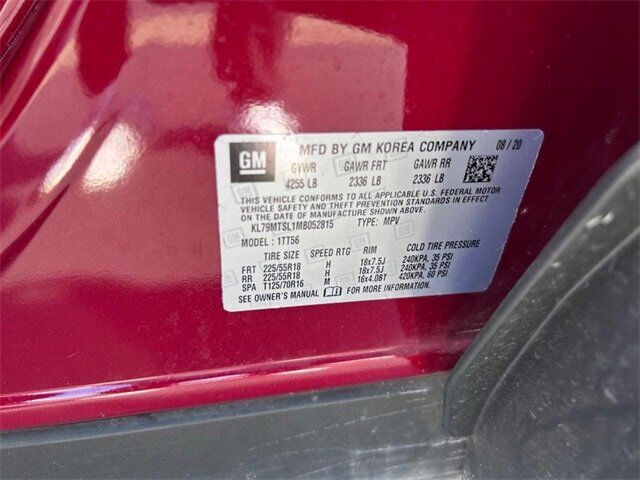 GM
MFD BY GM KOREA COMPANY 08/20
GVWR GAWR FRT GAWR RR
4255 LB 2336 LB 2336 LB
THIS VEHICLE CONFORMS TO ALL APPLICABLE U.S. FEDERAL MOTOR
VEHICLE SAFETY AND THEFT PREVENTION STANDARDS IN EFFECT
ON THE DATE OF MANUFACTURE SHOWN ABOVE.
KL79MTSL1MB052815 TYPE: MPV
MODEL: 1TT56
TIRE SIZE SPEED RTG RIM COLD TIRE PRESSURE
FRT 225/55R18 H 18x7.5J 240KPA, 35 PSI
RR 225/55R18 H 18x7.5J 240KPA, 35 PSI
SPA T125/70R16 M 16x4.0BT 420KPA, 60 PSI
SEE OWNER'S MANUAL FOR ADDITIONAL INFORMATION